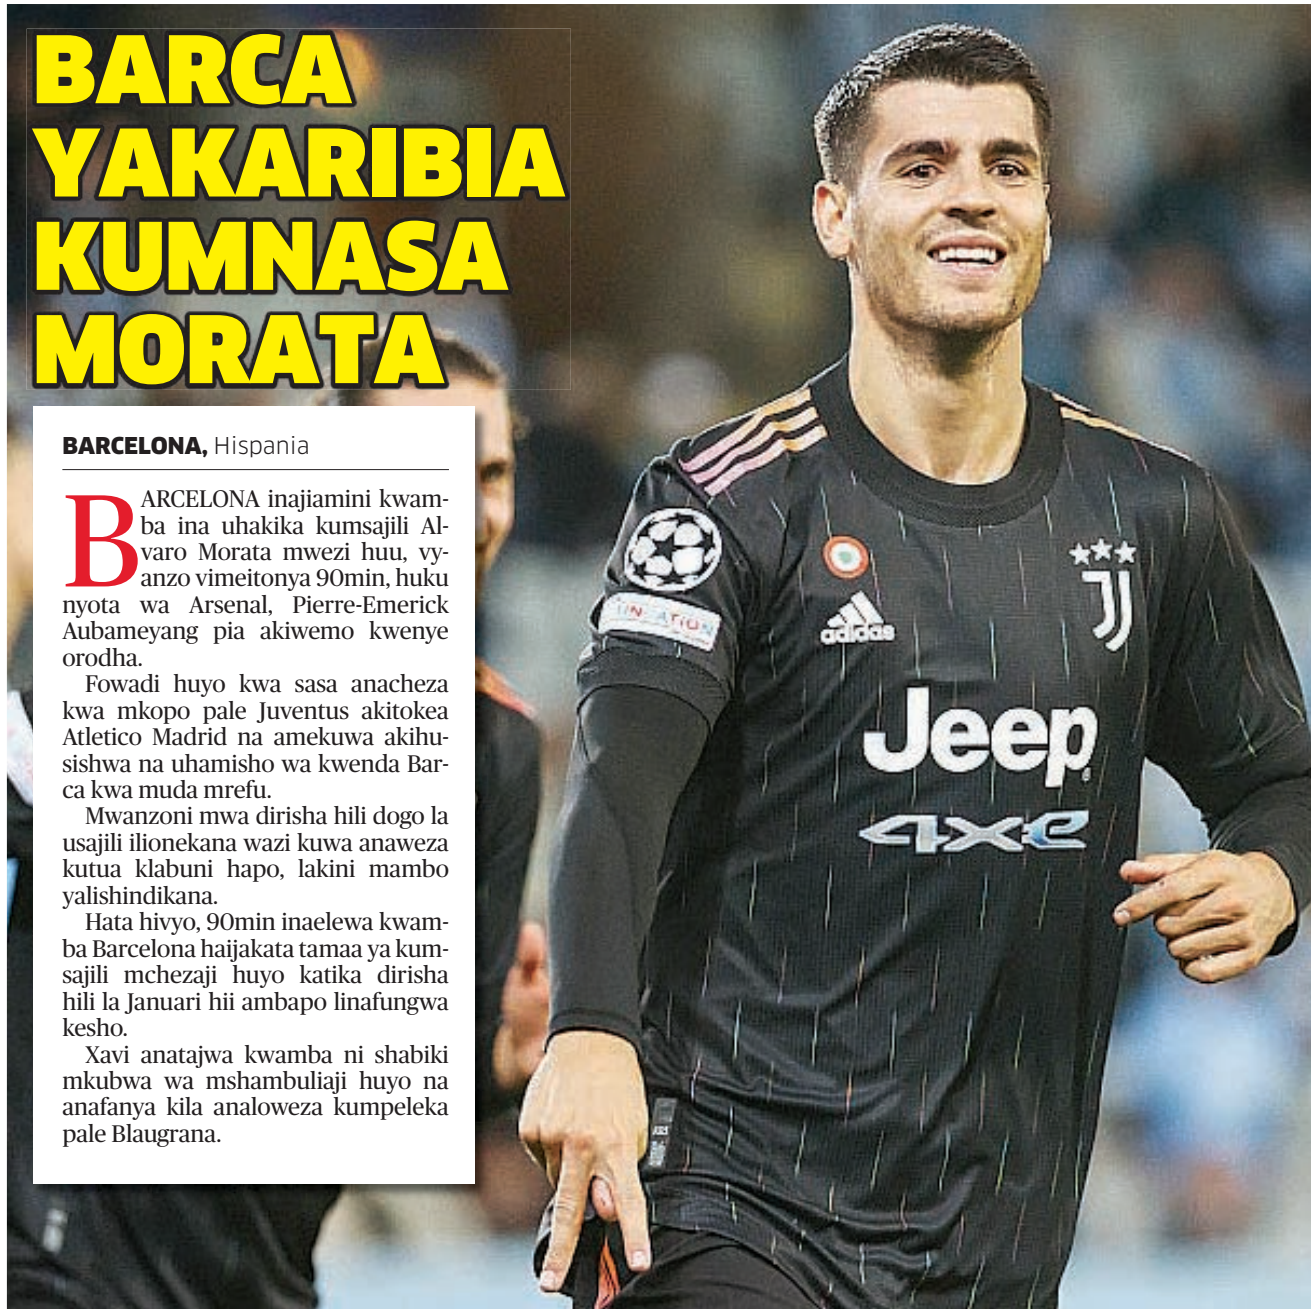 BARCA
YAKARIBIA
KUMNASA
MORATA
BARCELONA, Hispania
BARCELONA inajiamini kwam-
ba ina uhakika kumsajili Al-
varo Morata mwezi huu, vy-
anzo vimeitonya 90min, huku
nyota wa Arsenal, Pierre-Emerick
Aubameyang pia akiwemo kwenye
orodha.
Fowadi huyo kwa sasa anacheza
kwa mkopo pale Juventus akitokea
Atletico Madrid na amekuwa akihu-
sishwa na uhamisho wa kwenda Bar-
ca kwa muda mrefu.
Mwanzoni mwa dirisha hili dogo la
usajili ilionekana wazi kuwa anaweza
kutua klabuni hapo, lakini mambo
yalishindikana.
Hata hivyo, 90min inaelewa kwam-
ba Barcelona haijakata tamaa ya kum-
sajili mchezaji huyo katika dirisha
hili la Januari hii ambapo linafungwa
kesho.
Xavi anatajwa kwamba ni shabiki
mkubwa wa mshambuliaji huyo na
anafanya kila analoweza kumpeleka
pale Blaugrana.
adidas
Jeep
4xe